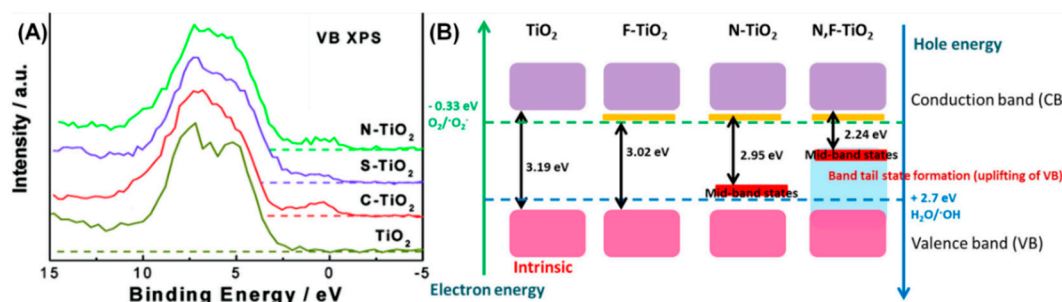 (A)
VB XPS
Intensity / a.u.
N-TiO2
S-TiO2
C-TiO2
TiO2
15 10 5 0 -5
Binding Energy / eV
(B)
TiO2 F-TiO2 N-TiO2 N,F-TiO2
Hole energy
Conduction band (CB
- 0.33 eV
O2/·O2-
3.19 eV
3.02 eV
2.95 eV
2.24 eV
Mid-band states
Mid-band states
Band tail state formation (uplifting of VB)
+ 2.7 eV
H2O/·OH
Valence band (VB)
Intrinsic
Electron energy